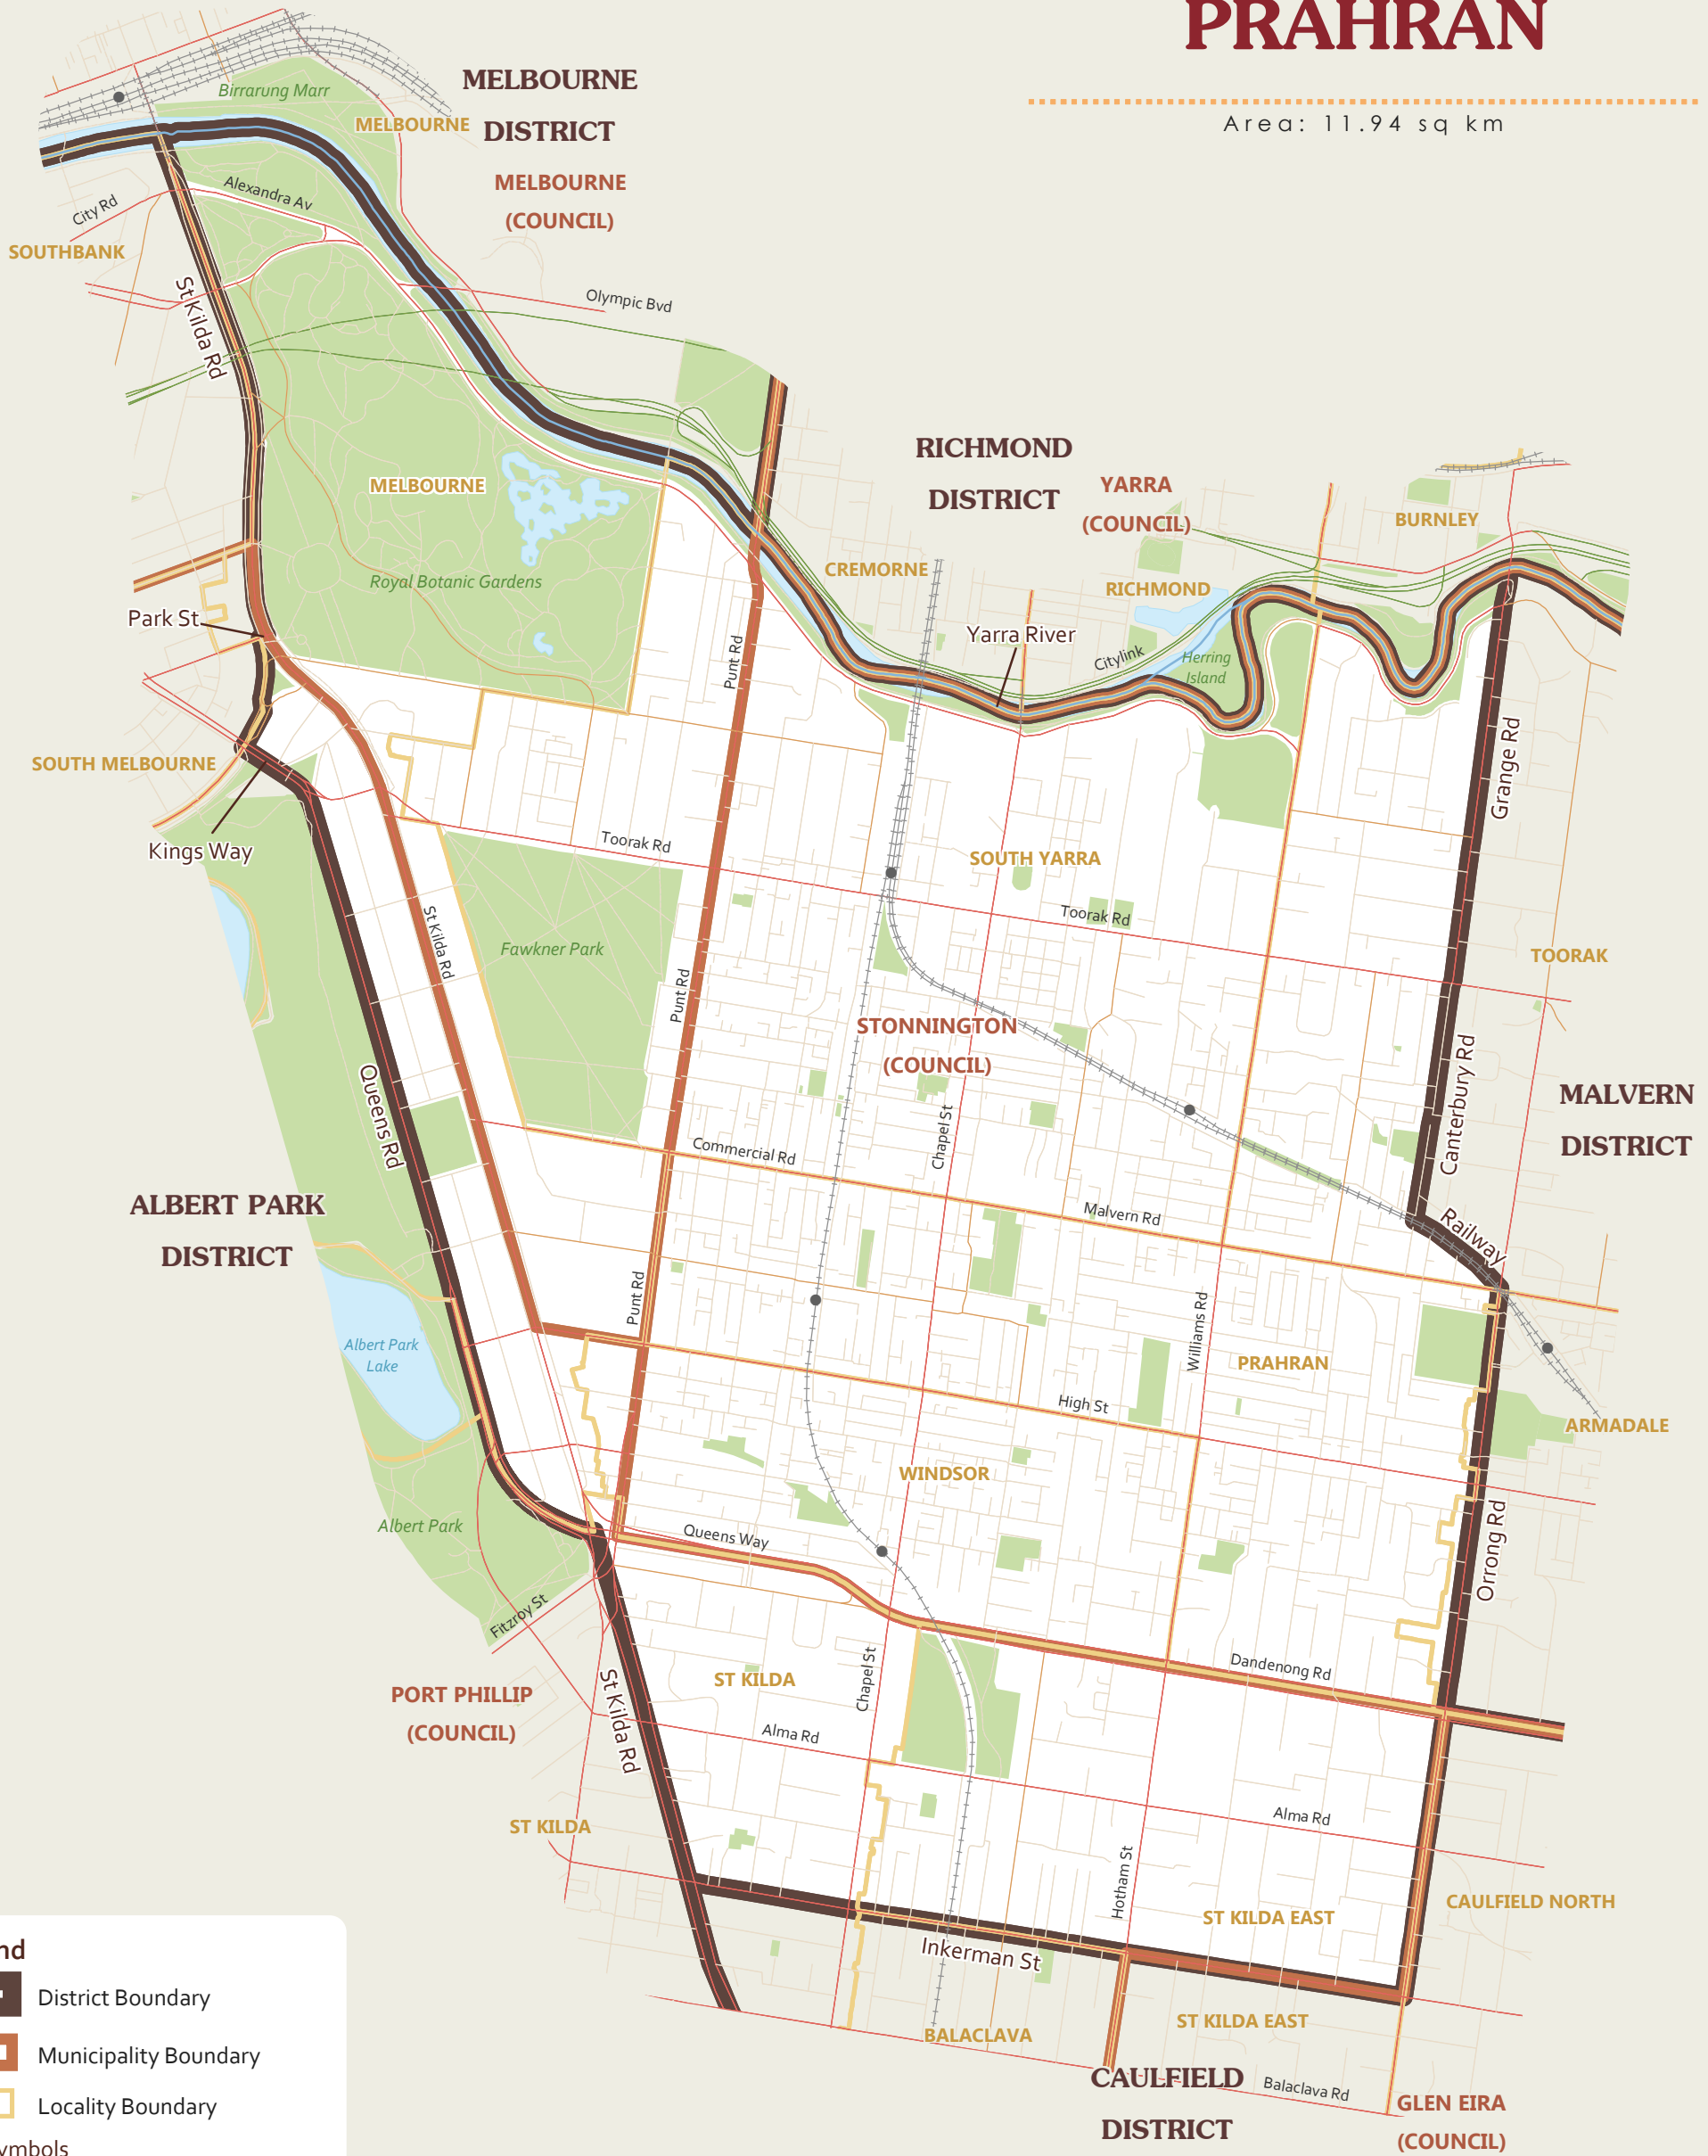 PRAHRAN
Area: 11.94 sq km
MELBOURNE
DISTRICT
Birrarung Marr
MELBOURNE
MELBOURNE
(COUNCIL)
Alexandra Av
City Rd
SOUTHBANK
St Kilda Rd
Olympic Bvd
RICHMOND
DISTRICT
YARRA
(COUNCIL)
MELBOURNE
BURNLEY
CREMORNE
Royal Botanic Gardens
RICHMOND
Park St
Yarra River
Punt Rd
Citylink
Herring
Island
SOUTH MELBOURNE
Grange Rd
Kings Way
Toorak Rd
SOUTH YARRA
St Kilda Rd
Toorak Rd
Fawkner Park
TOORAK
Punt Rd
STONNINGTON
(COUNCIL)
Queens Rd
Canterbury Rd
MALVERN
DISTRICT
Chapel St
Commercial Rd
ALBERT PARK
DISTRICT
Malvern Rd
Railway
Punt Rd
Williams Rd
Albert Park
Lake
PRAHRAN
High St
ARMADALE
WINDSOR
Albert Park
Queens Way
Orrong Rd
Fitzroy St
Dandenong Rd
ST KILDA
Chapel St
PORT PHILLIP
(COUNCIL)
St Kilda Rd
Alma Rd
Alma Rd
ST KILDA
Hotham St
CAULFIELD NORTH
ST KILDA EAST
Inkerman St
nd
District Boundary
ST KILDA EAST
BALACLAVA
Municipality Boundary
CAULFIELD
DISTRICT
Balaclava Rd
GLEN EIRA
(COUNCIL)
Locality Boundary
ymbols